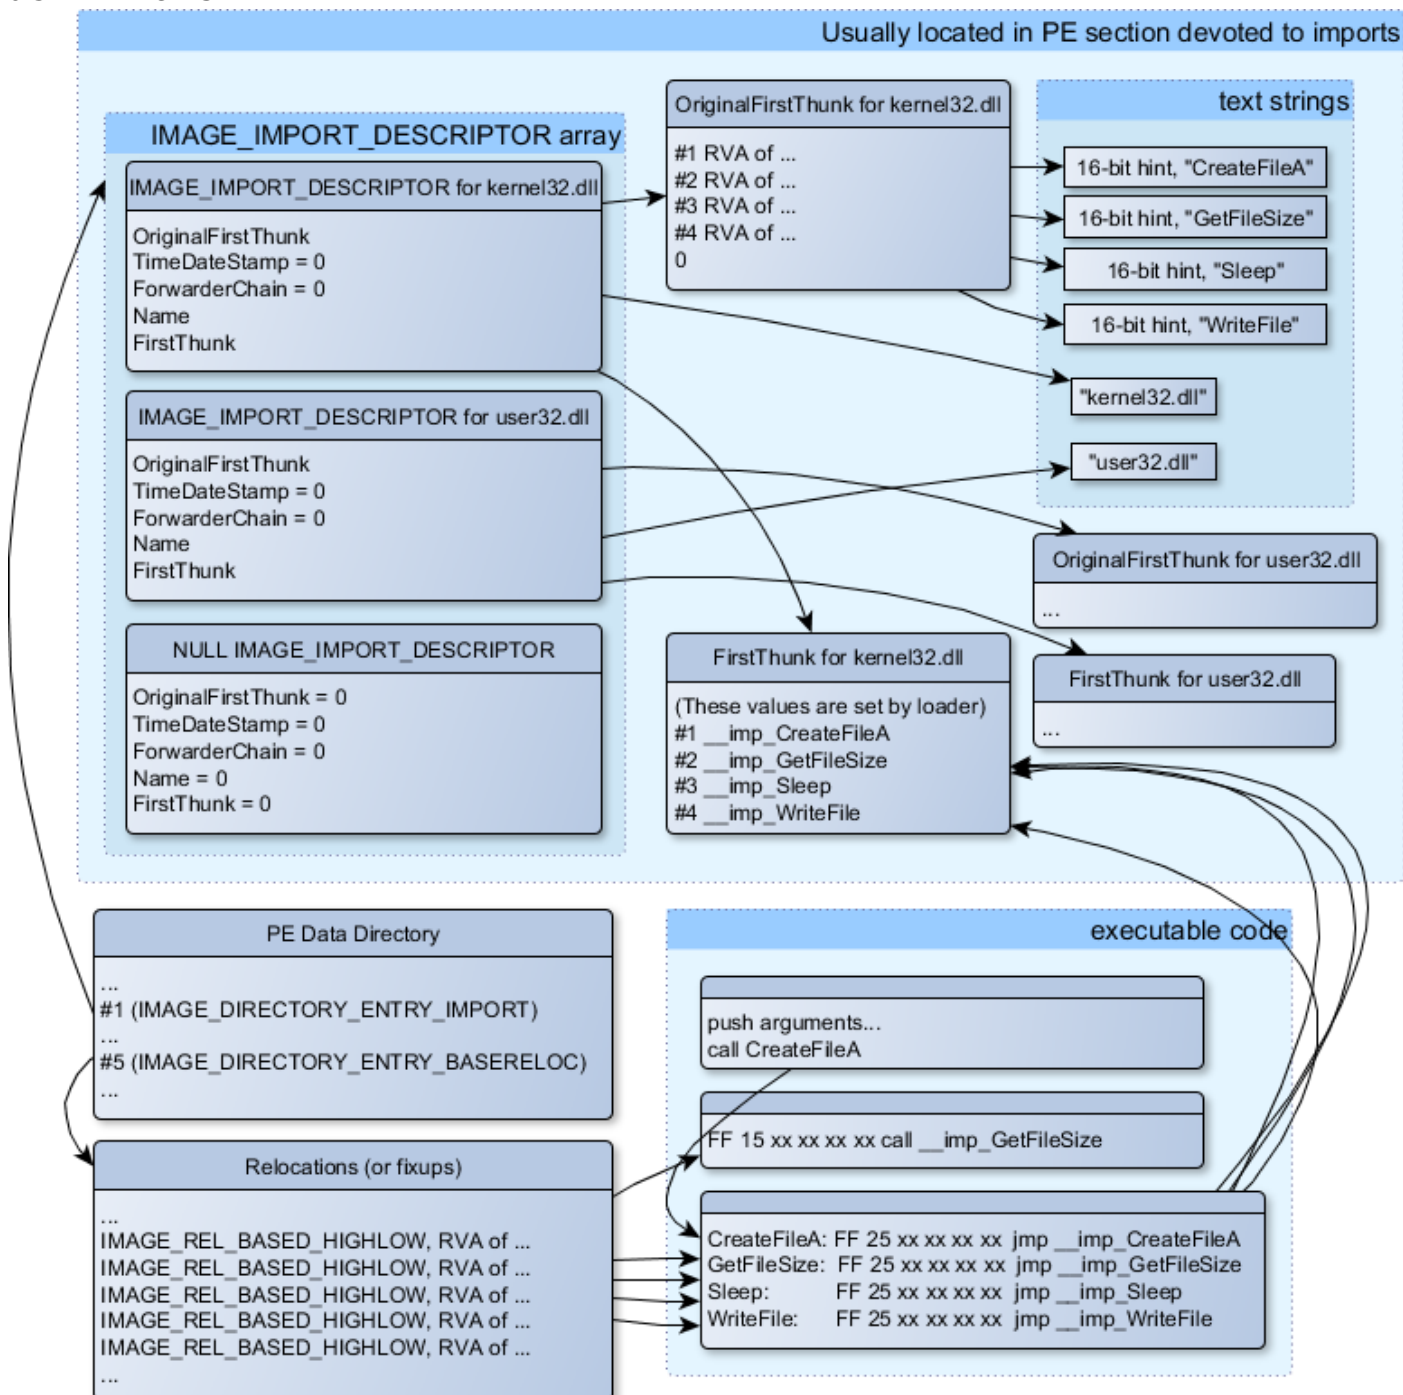 Usually located in PE section devoted to imports
IMAGE_IMPORT_DESCRIPTOR array
IMAGE_IMPORT_DESCRIPTOR for kernel32.dll
OriginalFirstThunk
TimeDateStamp = 0
ForwarderChain = 0
Name
FirstThunk
IMAGE_IMPORT_DESCRIPTOR for user32.dll
OriginalFirstThunk
TimeDateStamp = 0
ForwarderChain = 0
Name
FirstThunk
NULL IMAGE_IMPORT_DESCRIPTOR
OriginalFirstThunk = 0
TimeDateStamp = 0
ForwarderChain = 0
Name = 0
FirstThunk = 0
OriginalFirstThunk for kernel32.dll
#1 RVA of ...
#2 RVA of ...
#3 RVA of ...
#4 RVA of ...
0
text strings
16-bit hint, "CreateFileA"
16-bit hint, "GetFileSize"
16-bit hint, "Sleep"
16-bit hint, "WriteFile"
"kernel32.dll"
"user32.dll"
OriginalFirstThunk for user32.dll
...
FirstThunk for kernel32.dll
(These values are set by loader)
#1 __imp_CreateFileA
#2 __imp_GetFileSize
#3 __imp_Sleep
#4 __imp_WriteFile
FirstThunk for user32.dll
...
PE Data Directory
...
#1 (IMAGE_DIRECTORY_ENTRY_IMPORT)
...
#5 (IMAGE_DIRECTORY_ENTRY_BASERELOC)
...
Relocations (or fixups)
...
IMAGE_REL_BASED_HIGHLOW, RVA of ...
IMAGE_REL_BASED_HIGHLOW, RVA of ...
IMAGE_REL_BASED_HIGHLOW, RVA of ...
IMAGE_REL_BASED_HIGHLOW, RVA of ...
IMAGE_REL_BASED_HIGHLOW, RVA of ...
...
executable code
push arguments...
call CreateFileA
FF 15 xx xx xx xx call __imp_GetFileSize
CreateFileA: FF 25 xx xx xx xx jmp __imp_CreateFileA
GetFileSize: FF 25 xx xx xx xx jmp __imp_GetFileSize
Sleep: FF 25 xx xx xx xx jmp __imp_Sleep
WriteFile: FF 25 xx xx xx xx jmp __imp_WriteFile